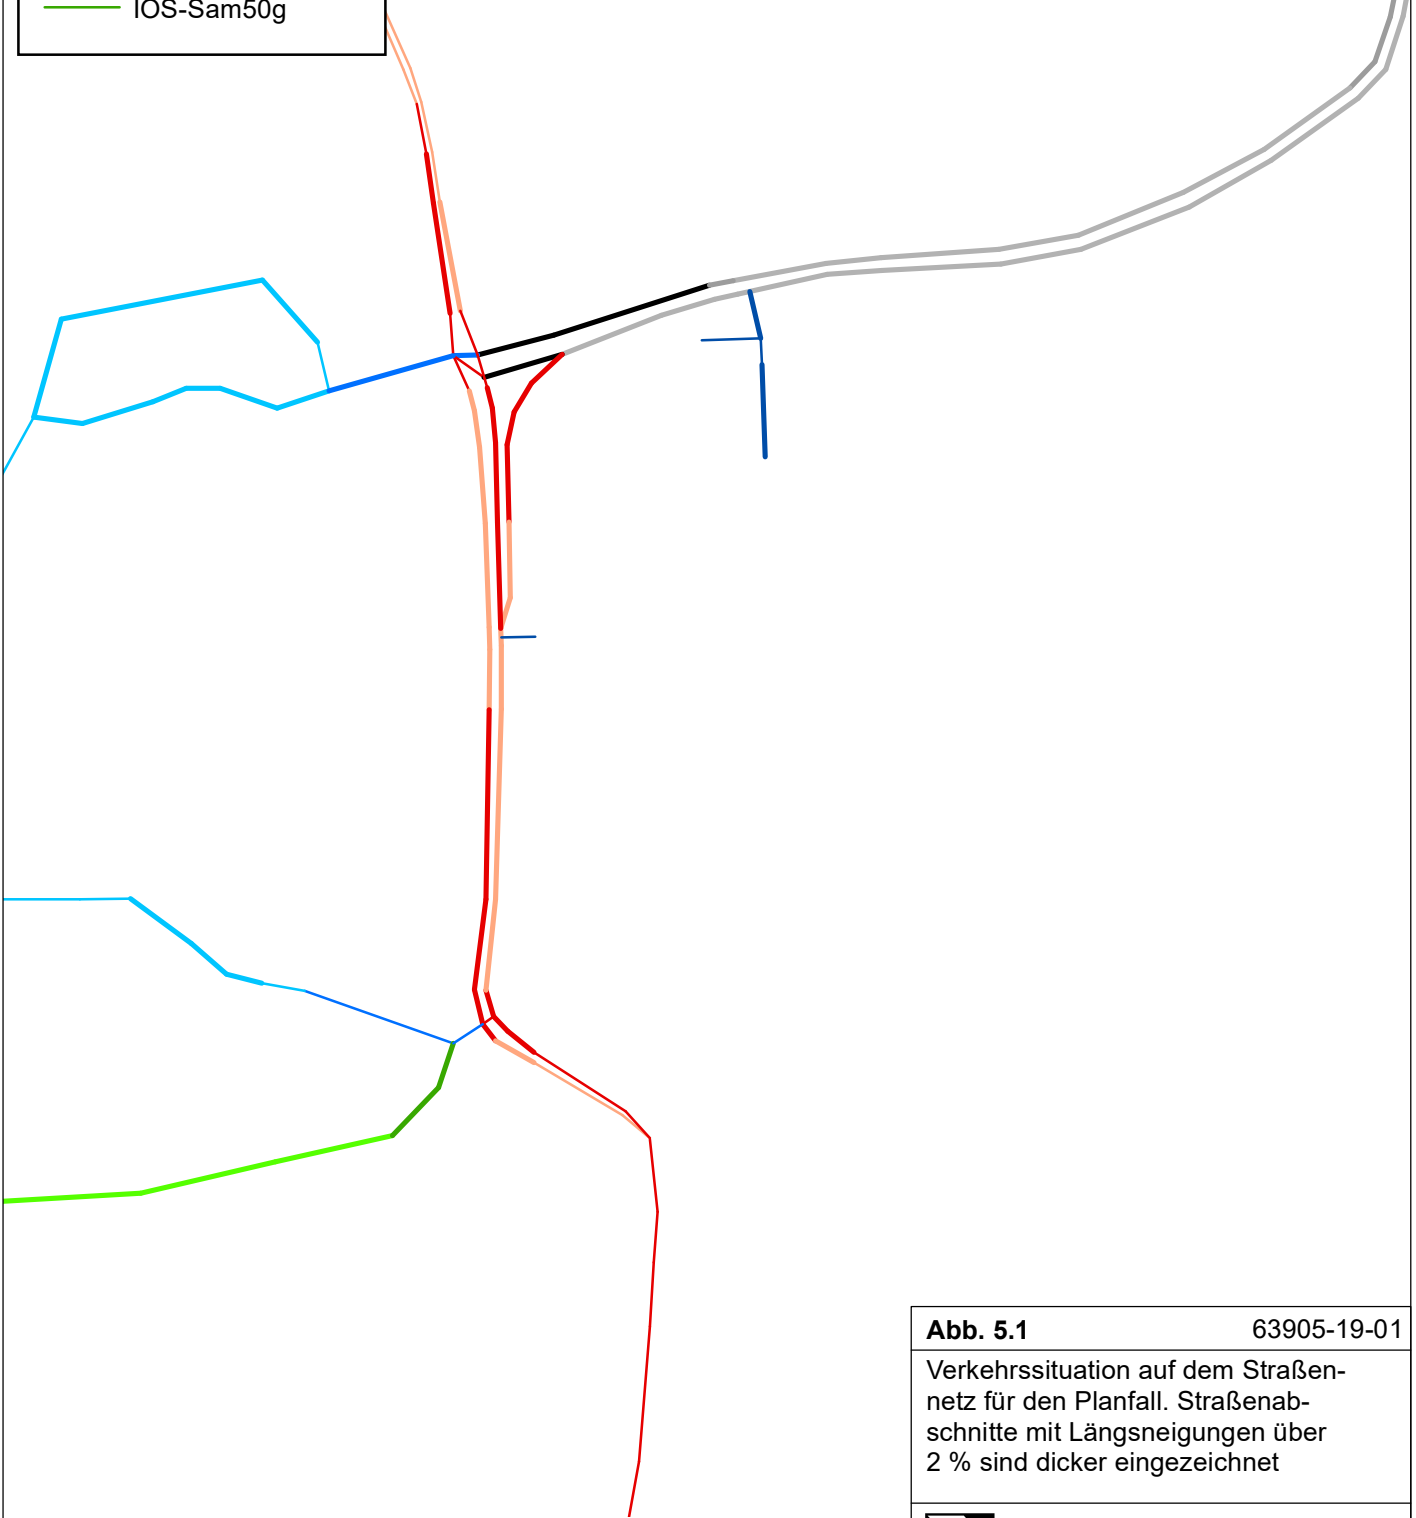 IOS-Sam50g
Abb. 5.1 63905-19-01
Verkehrssituation auf dem Straßen-
netz für den Planfall. Straßenab-
schnitte mit Längsneigungen über
2 % sind dicker eingezeichnet